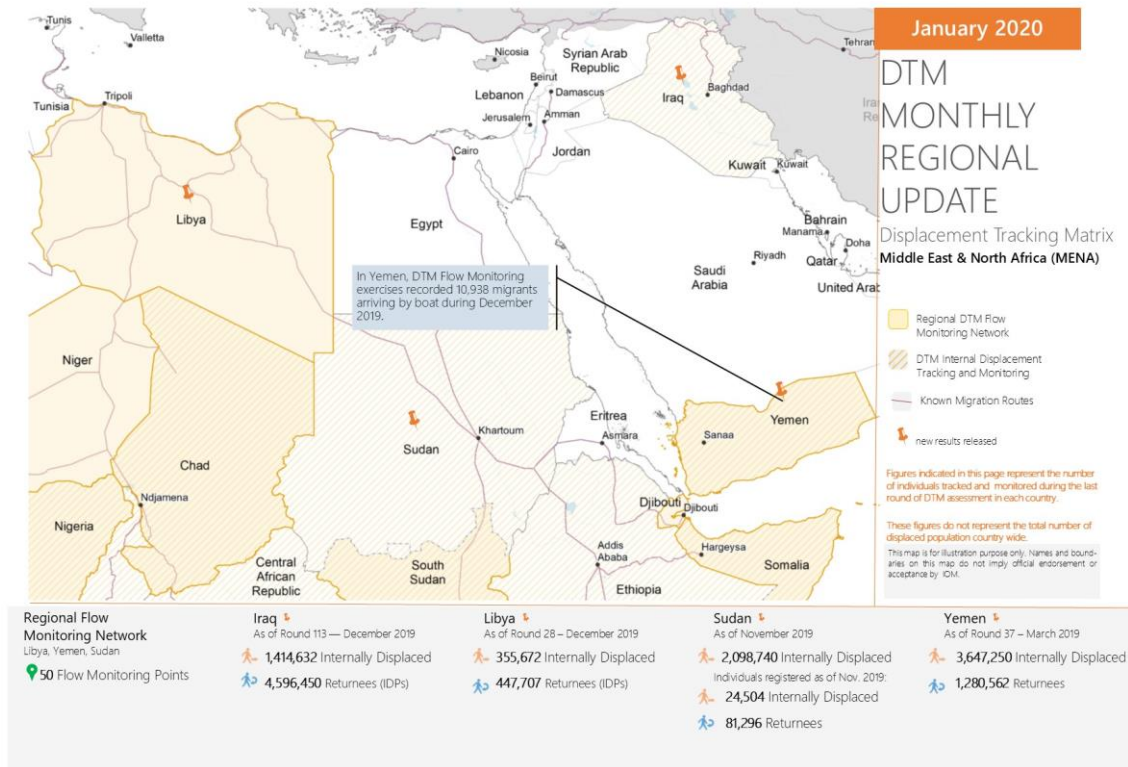 January 2020
DTM
MONTHLY
REGIONAL
UPDATE
Displacement Tracking Matrix
Middle East & North Africa (MENA)
Regional DTM Flow
Monitoring Network
DTM Internal Displacement
Tracking and Monitoring
Known Migration Routes
new results released
Figures indicated in this page represent the number
of individuals tracked and monitored during the last
round of DTM assessment in each country.
These figures do not represent the total number of
displaced population country wide.
This map is for illustration purpose only. Names and bound-
aries on this map do not imply official endorsement or
acceptance by IOM.
Tunis
Valletta
Tunisia
Tripoli
Libya
Nicosia
Syrian Arab
Republic
Beirut
Lebanon
Damascus
Jerusalem
Amman
Jordan
Cairo
Egypt
Tehran
Baghdad
Iraq
Kuwait
Kuwait
Bahrain
Manama
Doha
Qatar
Riyadh
United Arab
Saudi
Arabia
In Yemen, DTM Flow Monitoring
exercises recorded 10,938 migrants
arriving by boat during December
2019.
Niger
Chad
Ndjamena
Nigeria
Central
African
Republic
Sudan
Khartoum
South
Sudan
Eritrea
Asmara
Sanaa
Yemen
Djibouti
Djibouti
Hargeysa
Addis
Ababa
Ethiopia
Somalia
Regional Flow
Monitoring Network
Libya, Yemen, Sudan
50 Flow Monitoring Points
Iraq
As of Round 113 — December 2019
1,414,632 Internally Displaced
4,596,450 Returnees (IDPs)
Libya
As of Round 28 – December 2019
355,672 Internally Displaced
447,707 Returnees (IDPs)
Sudan
As of November 2019
2,098,740 Internally Displaced
Individuals registered as of Nov. 2019:
24,504 Internally Displaced
81,296 Returnees
Yemen
As of Round 37 – March 2019
3,647,250 Internally Displaced
1,280,562 Returnees